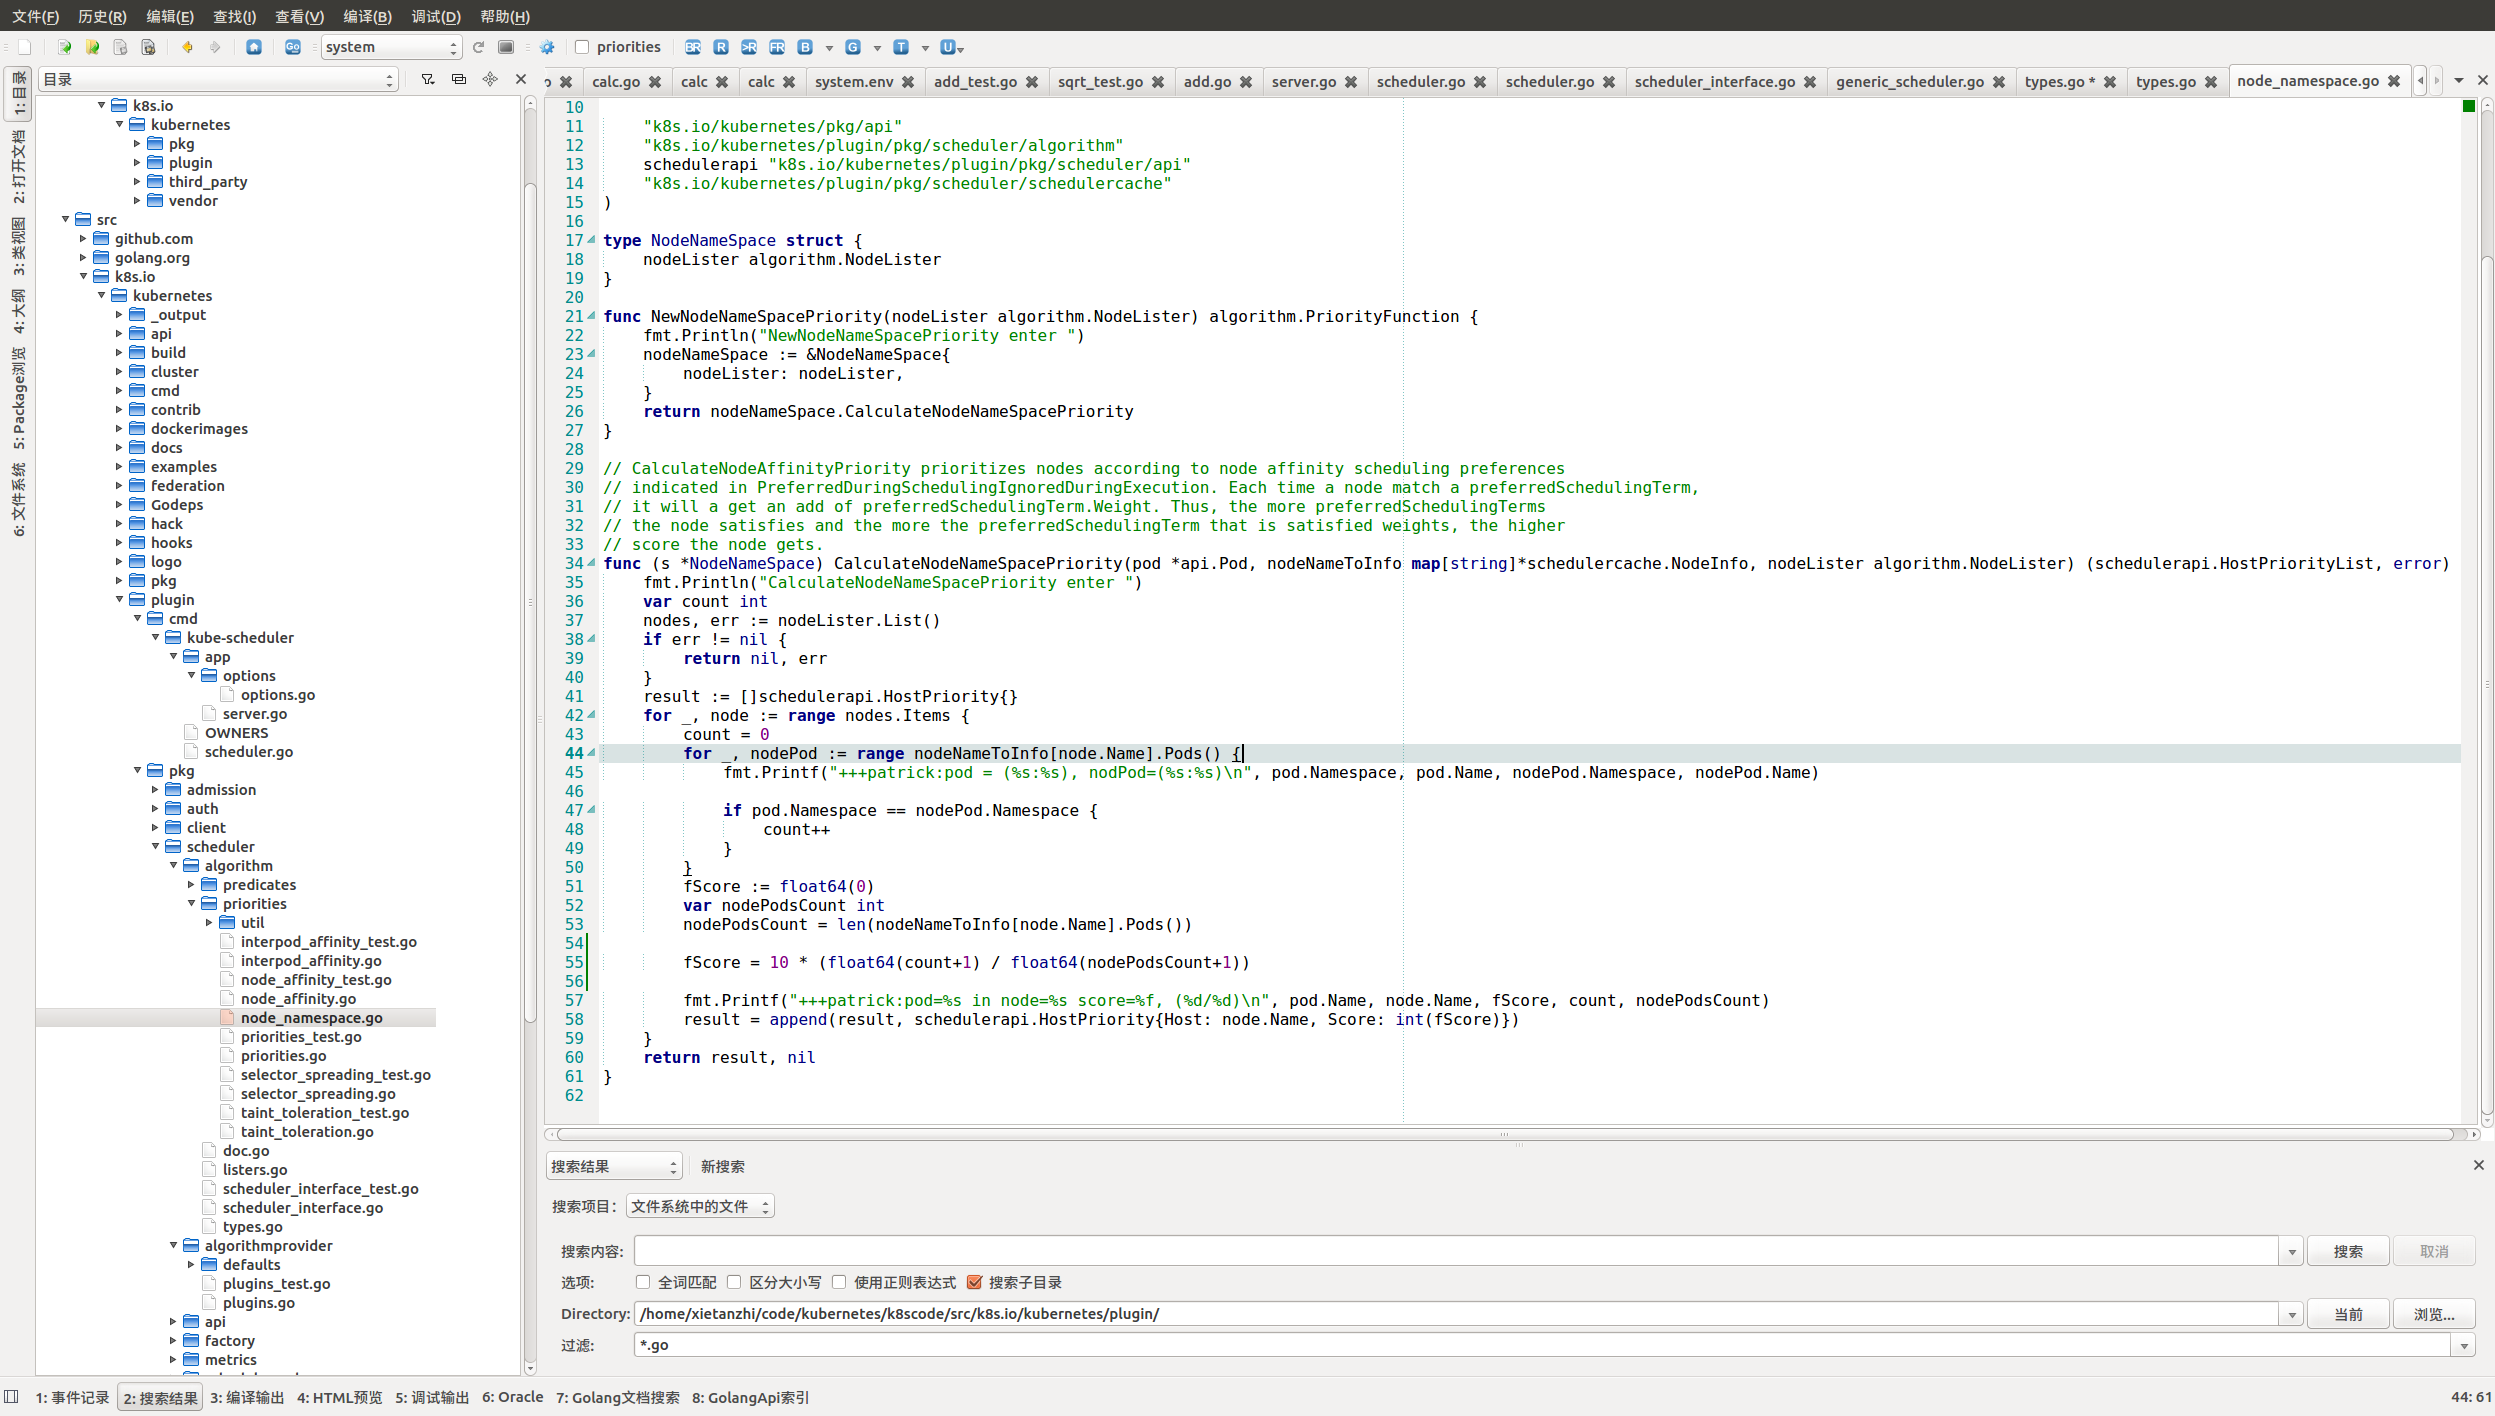 文件(F) 历史(R) 编辑(E) 查找(I) 查看(V) 编译(B) 调试(D) 帮助(H)
Go system priorities BR R >R FR B G T U
1: 目录
2: 打开文档
3: 类视图
4: 大纲
5: Package浏览
6: 文件系统
目录
k8s.io
kubernetes
pkg
plugin
third_party
vendor
src
github.com
golang.org
k8s.io
kubernetes
_output
api
build
cluster
cmd
contrib
dockerimages
docs
examples
federation
Godeps
hack
hooks
logo
pkg
plugin
cmd
kube-scheduler
app
options
options.go
server.go
OWNERS
scheduler.go
pkg
admission
auth
client
scheduler
algorithm
predicates
priorities
util
interpod_affinity_test.go
interpod_affinity.go
node_affinity_test.go
node_affinity.go
node_namespace.go
priorities_test.go
priorities.go
selector_spreading_test.go
selector_spreading.go
taint_toleration_test.go
taint_toleration.go
doc.go
listers.go
scheduler_interface_test.go
scheduler_interface.go
types.go
algorithmprovider
defaults
plugins_test.go
plugins.go
api
factory
metrics
o calc.go calc calc system.env add_test.go sqrt_test.go add.go server.go scheduler.go scheduler.go scheduler_interface.go generic_scheduler.go types.go * types.go node_namespace.go
10
11 "k8s.io/kubernetes/pkg/api"
12 "k8s.io/kubernetes/plugin/pkg/scheduler/algorithm"
13 schedulerapi "k8s.io/kubernetes/plugin/pkg/scheduler/api"
14 "k8s.io/kubernetes/plugin/pkg/scheduler/schedulercache"
15 )
16
17 type NodeNameSpace struct {
18 nodeLister algorithm.NodeLister
19 }
20
21 func NewNodeNameSpacePriority(nodeLister algorithm.NodeLister) algorithm.PriorityFunction {
22 fmt.Println("NewNodeNameSpacePriority enter ")
23 nodeNameSpace := &NodeNameSpace{
24 nodeLister: nodeLister,
25 }
26 return nodeNameSpace.CalculateNodeNameSpacePriority
27 }
28
29 // CalculateNodeAffinityPriority prioritizes nodes according to node affinity scheduling preferences
30 // indicated in PreferredDuringSchedulingIgnoredDuringExecution. Each time a node match a preferredSchedulingTerm,
31 // it will a get an add of preferredSchedulingTerm.Weight. Thus, the more preferredSchedulingTerms
32 // the node satisfies and the more the preferredSchedulingTerm that is satisfied weights, the higher
33 // score the node gets.
34 func (s *NodeNameSpace) CalculateNodeNameSpacePriority(pod *api.Pod, nodeNameToInfo map[string]*schedulercache.NodeInfo, nodeLister algorithm.NodeLister) (schedulerapi.HostPriorityList, error)
35 fmt.Println("CalculateNodeNameSpacePriority enter ")
36 var count int
37 nodes, err := nodeLister.List()
38 if err != nil {
39 return nil, err
40 }
41 result := []schedulerapi.HostPriority{}
42 for _, node := range nodes.Items {
43 count = 0
44 for _, nodePod := range nodeNameToInfo[node.Name].Pods() {
45 fmt.Printf("+++patrick:pod = (%s:%s), nodPod=(%s:%s)\n", pod.Namespace, pod.Name, nodePod.Namespace, nodePod.Name)
46
47 if pod.Namespace == nodePod.Namespace {
48 count++
49 }
50 }
51 fScore := float64(0)
52 var nodePodsCount int
53 nodePodsCount = len(nodeNameToInfo[node.Name].Pods())
54
55 fScore = 10 * (float64(count+1) / float64(nodePodsCount+1))
56
57 fmt.Printf("+++patrick:pod=%s in node=%s score=%f, (%d/%d)\n", pod.Name, node.Name, fScore, count, nodePodsCount)
58 result = append(result, schedulerapi.HostPriority{Host: node.Name, Score: int(fScore)})
59 }
60 return result, nil
61 }
62
搜索结果 新搜索
搜索项目: 文件系统中的文件
搜索内容: 搜索 取消
选项: 全词匹配 区分大小写 使用正则表达式 搜索子目录
Directory: /home/xietanzhi/code/kubernetes/k8scode/src/k8s.io/kubernetes/plugin/ 当前 浏览...
过滤: *.go
1: 事件记录 2: 搜索结果 3: 编译输出 4: HTML预览 5: 调试输出 6: Oracle 7: Golang文档搜索 8: GolangApi索引 44: 61